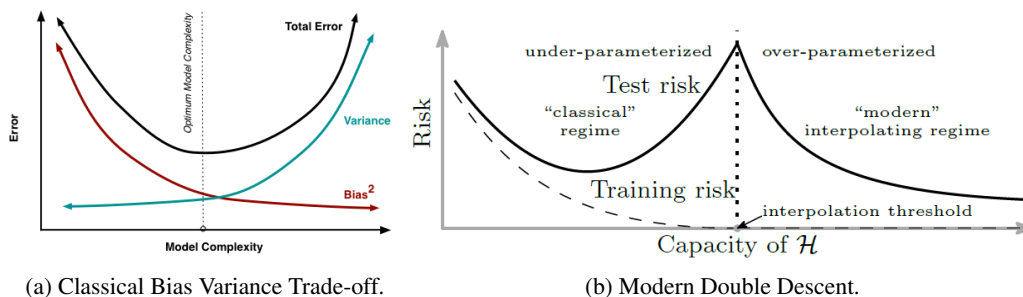 Error
Total Error
Optimum Model Complexity
Variance
Bias²
Model Complexity
(a) Classical Bias Variance Trade-off.
Risk
under-parameterized
over-parameterized
Test risk
“classical”
regime
“modern”
interpolating regime
Training risk
interpolation threshold
Capacity of ℋ
(b) Modern Double Descent.